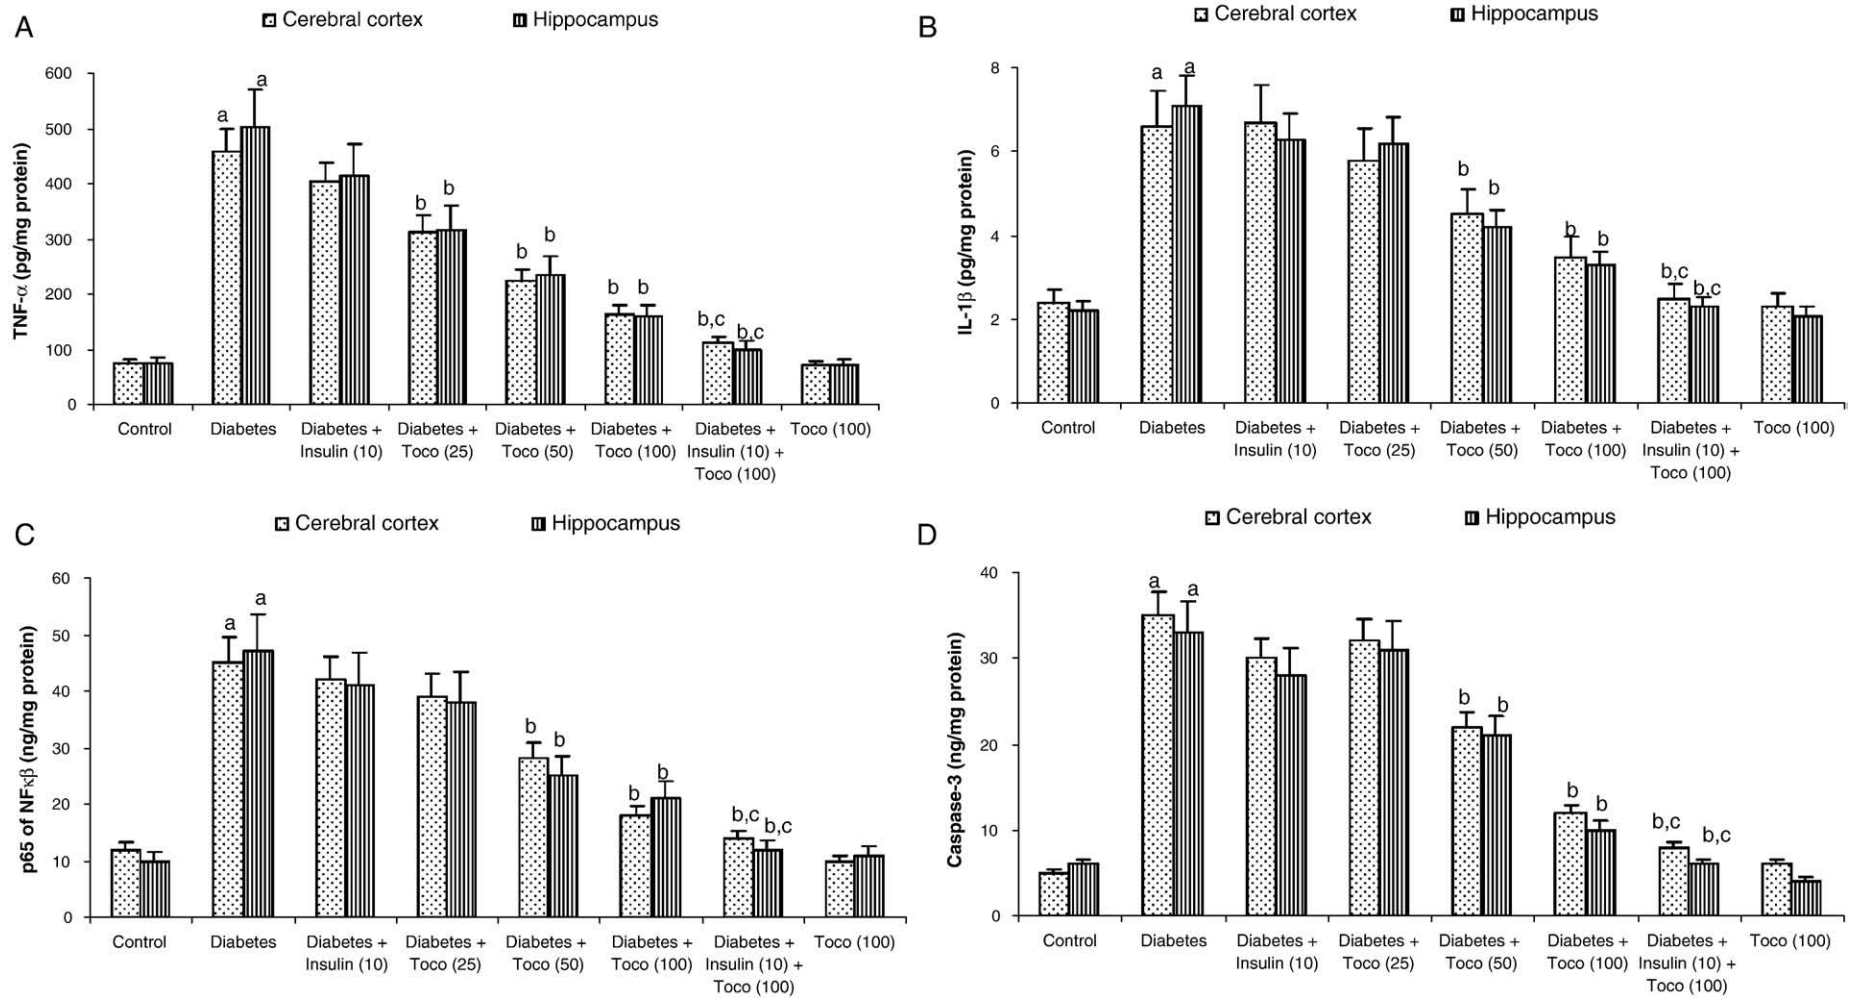 A
Cerebral cortex Hippocampus
TNF-α (pg/mg protein)
600
500
400
300
200
100
0
a a
b b
b b
b b
b,c b,c
Control Diabetes Diabetes + Diabetes + Diabetes + Diabetes + Diabetes + Toco (100)
Insulin (10) Toco (25) Toco (50) Toco (100) Insulin (10) +
Toco (100)
B
Cerebral cortex Hippocampus
IL-1β (pg/mg protein)
8
6
4
2
0
a a
b b
b b
b,c b,c
Control Diabetes Diabetes + Diabetes + Diabetes + Diabetes + Diabetes + Toco (100)
Insulin (10) Toco (25) Toco (50) Toco (100) Insulin (10) +
Toco (100)
C
Cerebral cortex Hippocampus
p65 of NFκβ (ng/mg protein)
60
50
40
30
20
10
0
a a
b b
b b
b,c b,c
Control Diabetes Diabetes + Diabetes + Diabetes + Diabetes + Diabetes + Toco (100)
Insulin (10) Toco (25) Toco (50) Toco (100) Insulin (10) +
Toco (100)
D
Cerebral cortex Hippocampus
Caspase-3 (ng/mg protein)
40
30
20
10
0
a a
b b
b b
b,c b,c
Control Diabetes Diabetes + Diabetes + Diabetes + Diabetes + Diabetes + Toco (100)
Insulin (10) Toco (25) Toco (50) Toco (100) Insulin (10) +
Toco (100)